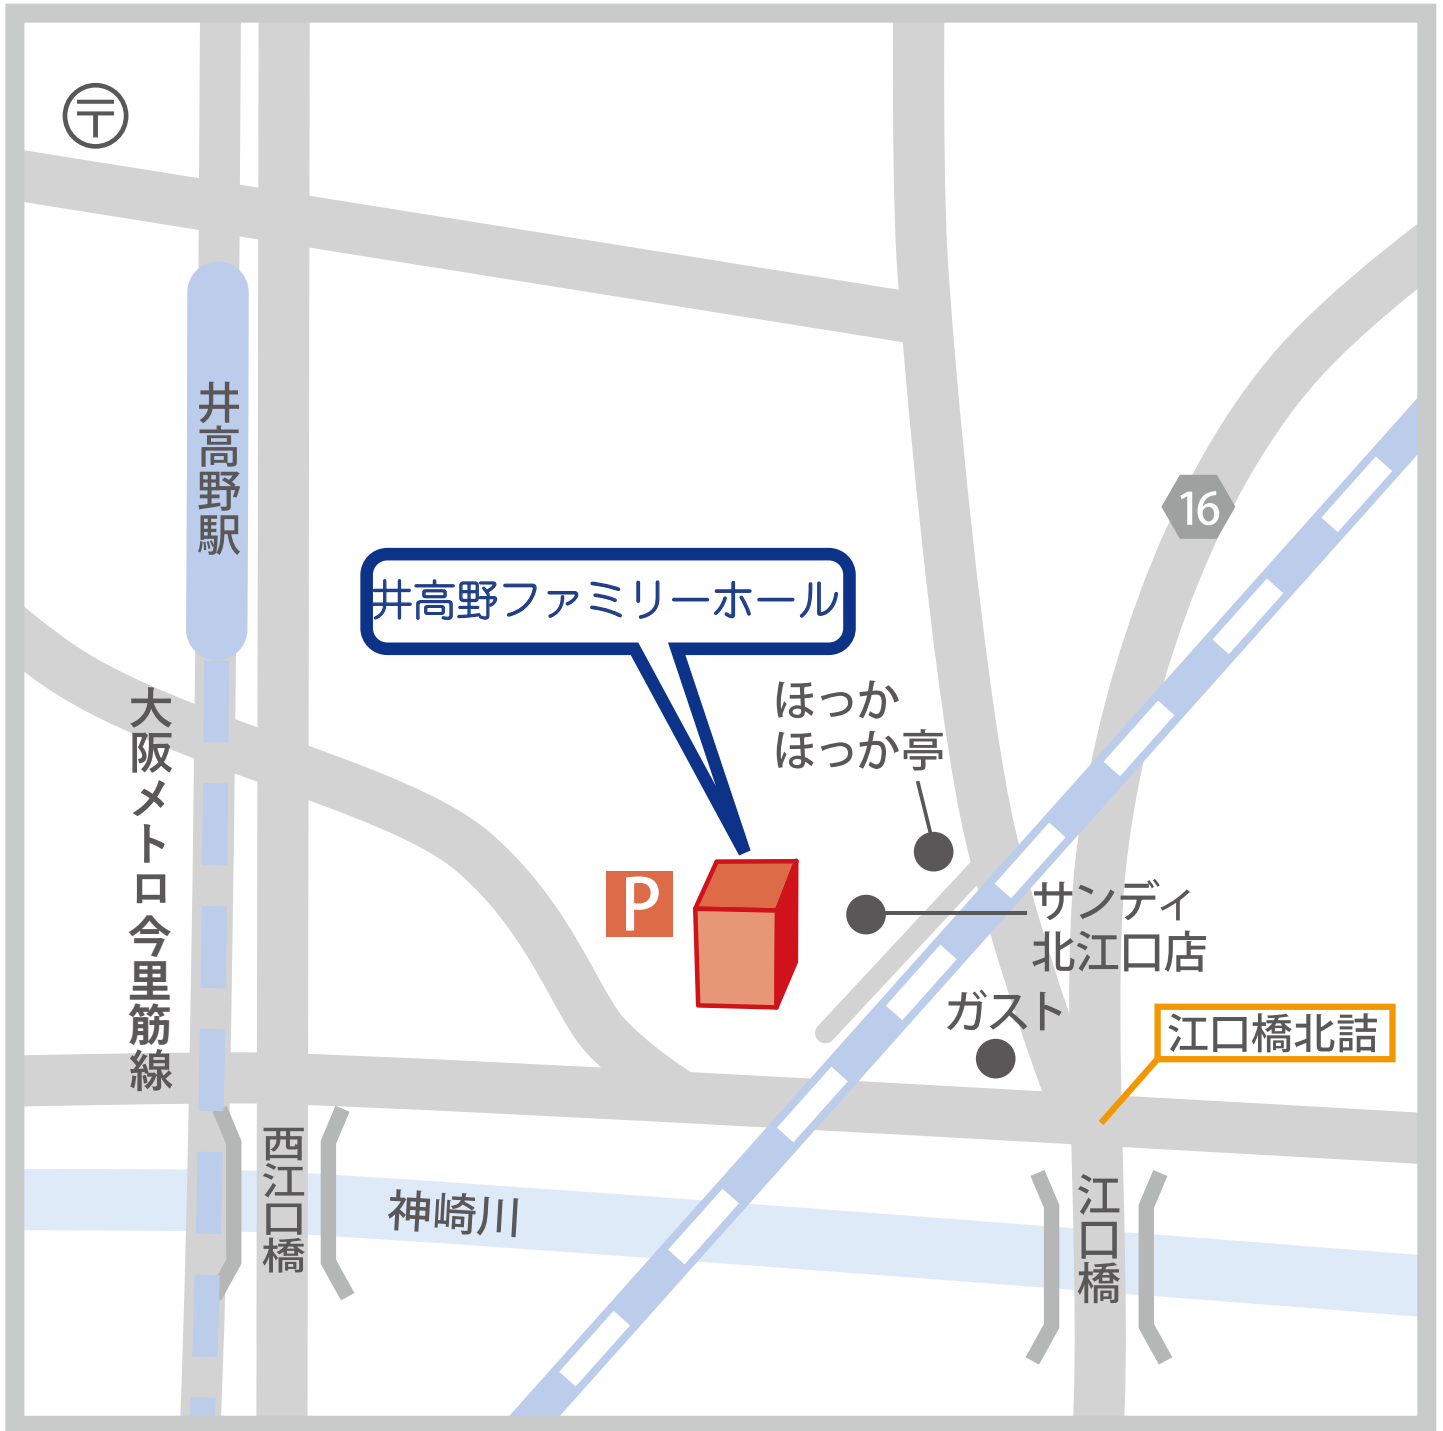 〒
井高野駅
16
井高野ファミリーホール
ほっか
ほっか亭
大阪メトロ今里筋線
P
サンディ
北江口店
ガスト
江口橋北詰
西江口橋
神崎川
江口橋